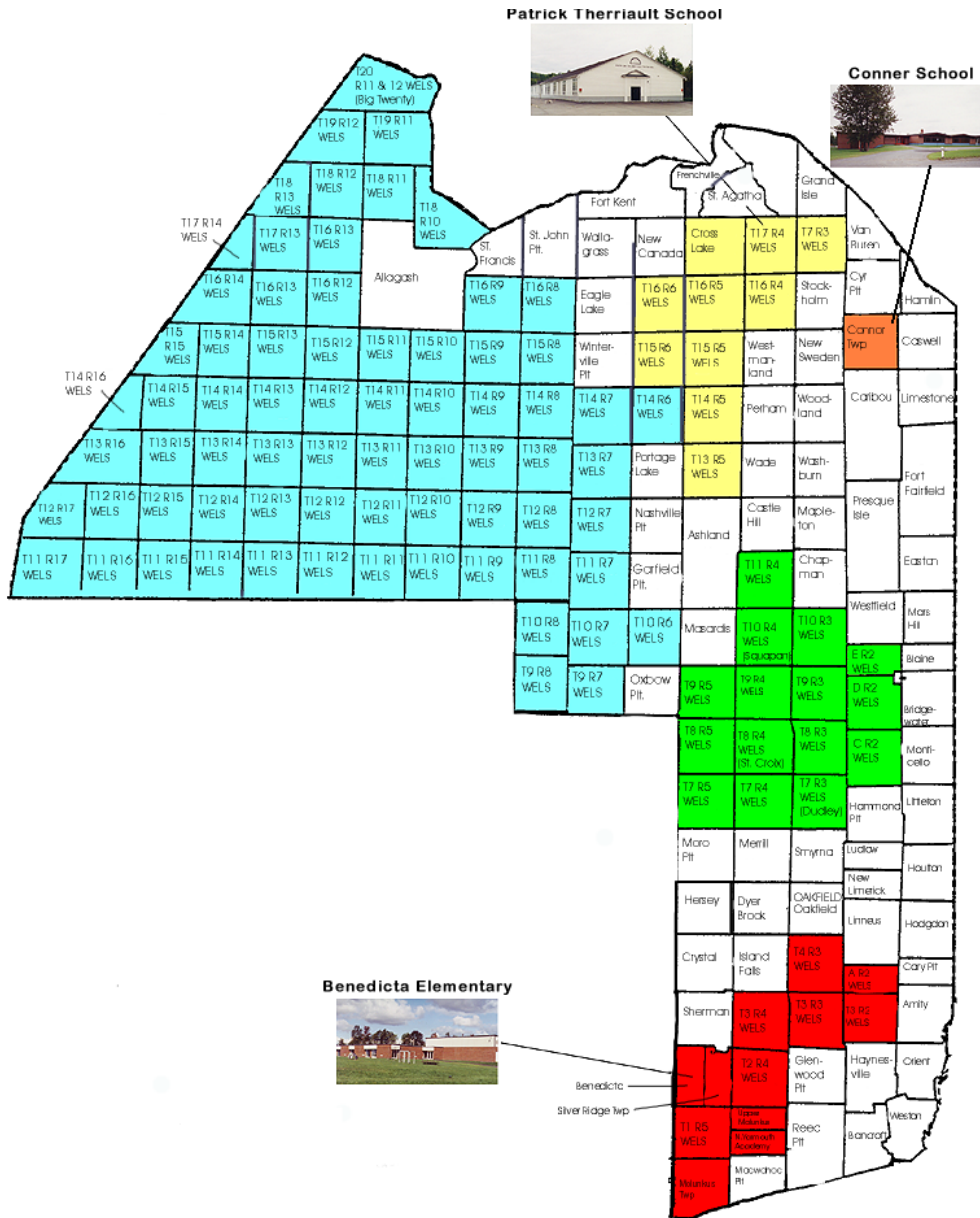 Patrick Therriault School
Conner School
T20
R11 & 12 WELS
(Big Twenty)
T19 R12
WELS
T19 R11
WELS
T18
R13
WELS
T18 R12
WELS
T18 R11
WELS
T18
R10
WELS
Frenchville
St. Agatha
Grand
Isle
Fort Kent
T17 R14
WELS
T17 R13
WELS
T16 R13
WELS
Allagash
St.
Francis
St. John
Plt.
Walla-
grass
New
Canada
Cross
Lake
T17 R4
WELS
T7 R3
WELS
Van
Buren
T16 R14
WELS
T16 R13
WELS
T16 R12
WELS
T16 R9
WELS
T16 R8
WELS
Eagle
Lake
T16 R6
WELS
T16 R5
WELS
T16 R4
WELS
Stock-
holm
Cyr
Plt
Hamlin
T15
R15
WELS
T15 R14
WELS
T15 R13
WELS
T15 R12
WELS
T15 R11
WELS
T15 R10
WELS
T15 R9
WELS
T15 R8
WELS
Winter-
ville
Plt
T15 R6
WELS
T15 R5
WELS
West-
man-
land
New
Sweden
Connor
Twp
Caswell
T14 R16
WELS
T14 R15
WELS
T14 R14
WELS
T14 R13
WELS
T14 R12
WELS
T14 R11
WELS
T14 R10
WELS
T14 R9
WELS
T14 R8
WELS
T14 R7
WELS
T14 R6
WELS
T14 R5
WELS
Perham
Wood-
land
Caribou
Limestone
T13 R16
WELS
T13 R15
WELS
T13 R14
WELS
T13 R13
WELS
T13 R12
WELS
T13 R11
WELS
T13 R10
WELS
T13 R9
WELS
T13 R8
WELS
T13 R7
WELS
Portage
Lake
T13 R5
WELS
Wade
Wash-
burn
Fort
Fairfield
T12 R17
WELS
T12 R16
WELS
T12 R15
WELS
T12 R14
WELS
T12 R13
WELS
T12 R12
WELS
T12 R11
WELS
T12 R10
WELS
T12 R9
WELS
T12 R8
WELS
T12 R7
WELS
Nashville
Plt
Ashland
Castle
Hill
Maple-
ton
Presque
Isle
T11 R17
WELS
T11 R16
WELS
T11 R15
WELS
T11 R14
WELS
T11 R13
WELS
T11 R12
WELS
T11 R11
WELS
T11 R10
WELS
T11 R9
WELS
T11 R8
WELS
T11 R7
WELS
Garfield
Plt.
T11 R4
WELS
Chap-
man
Easton
T10 R8
WELS
T10 R7
WELS
T10 R6
WELS
Masardis
T10 R4
WELS
(Squapan)
T10 R3
WELS
Westfield
Mars
Hill
E R2
WELS
Blaine
T9 R8
WELS
T9 R7
WELS
Oxbow
Plt.
T9 R5
WELS
T9 R4
WELS
T9 R3
WELS
D R2
WELS
Bridge-
water
T8 R5
WELS
T8 R4
WELS
(St. Croix)
T8 R3
WELS
C R2
WELS
Monti-
cello
T7 R5
WELS
T7 R4
WELS
T7 R3
WELS
(Dudley)
Hammond
Plt
Littleton
Moro
Plt
Merrill
Smyrna
Ludlow
Houlton
New
Limerick
Hersey
Dyer
Brook
OAKFIELD
Oakfield
Linneus
Hodgdon
Crystal
Island
Falls
T4 R3
WELS
A R2
WELS
Cary Plt
Benedicta Elementary
Sherman
T3 R4
WELS
T3 R3
WELS
T3 R2
WELS
Amity
Benedicta
Silver Ridge Twp
T2 R4
WELS
Glen-
wood
Plt
Haynes-
ville
Orient
T1 R5
WELS
Upper
Molunkus
N Yarmouth
Academy
Reed
Plt
Bancroft
Weston
Molunkus
Twp
Macwahoc
Plt